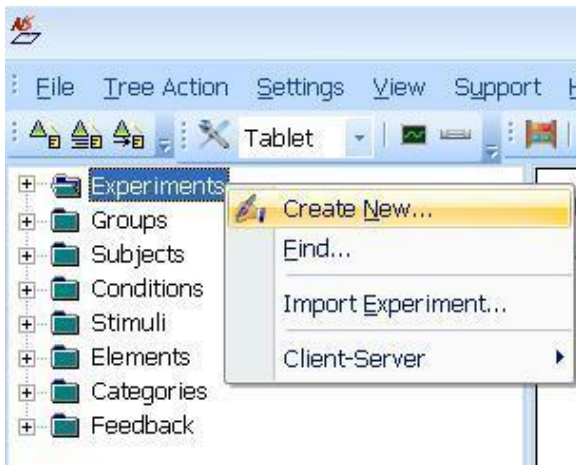 NS
File Tree Action Settings View Support
Tablet
Experiments
Groups
Subjects
Conditions
Stimuli
Elements
Categories
Feedback
Create New...
Find...
Import Experiment...
Client-Server